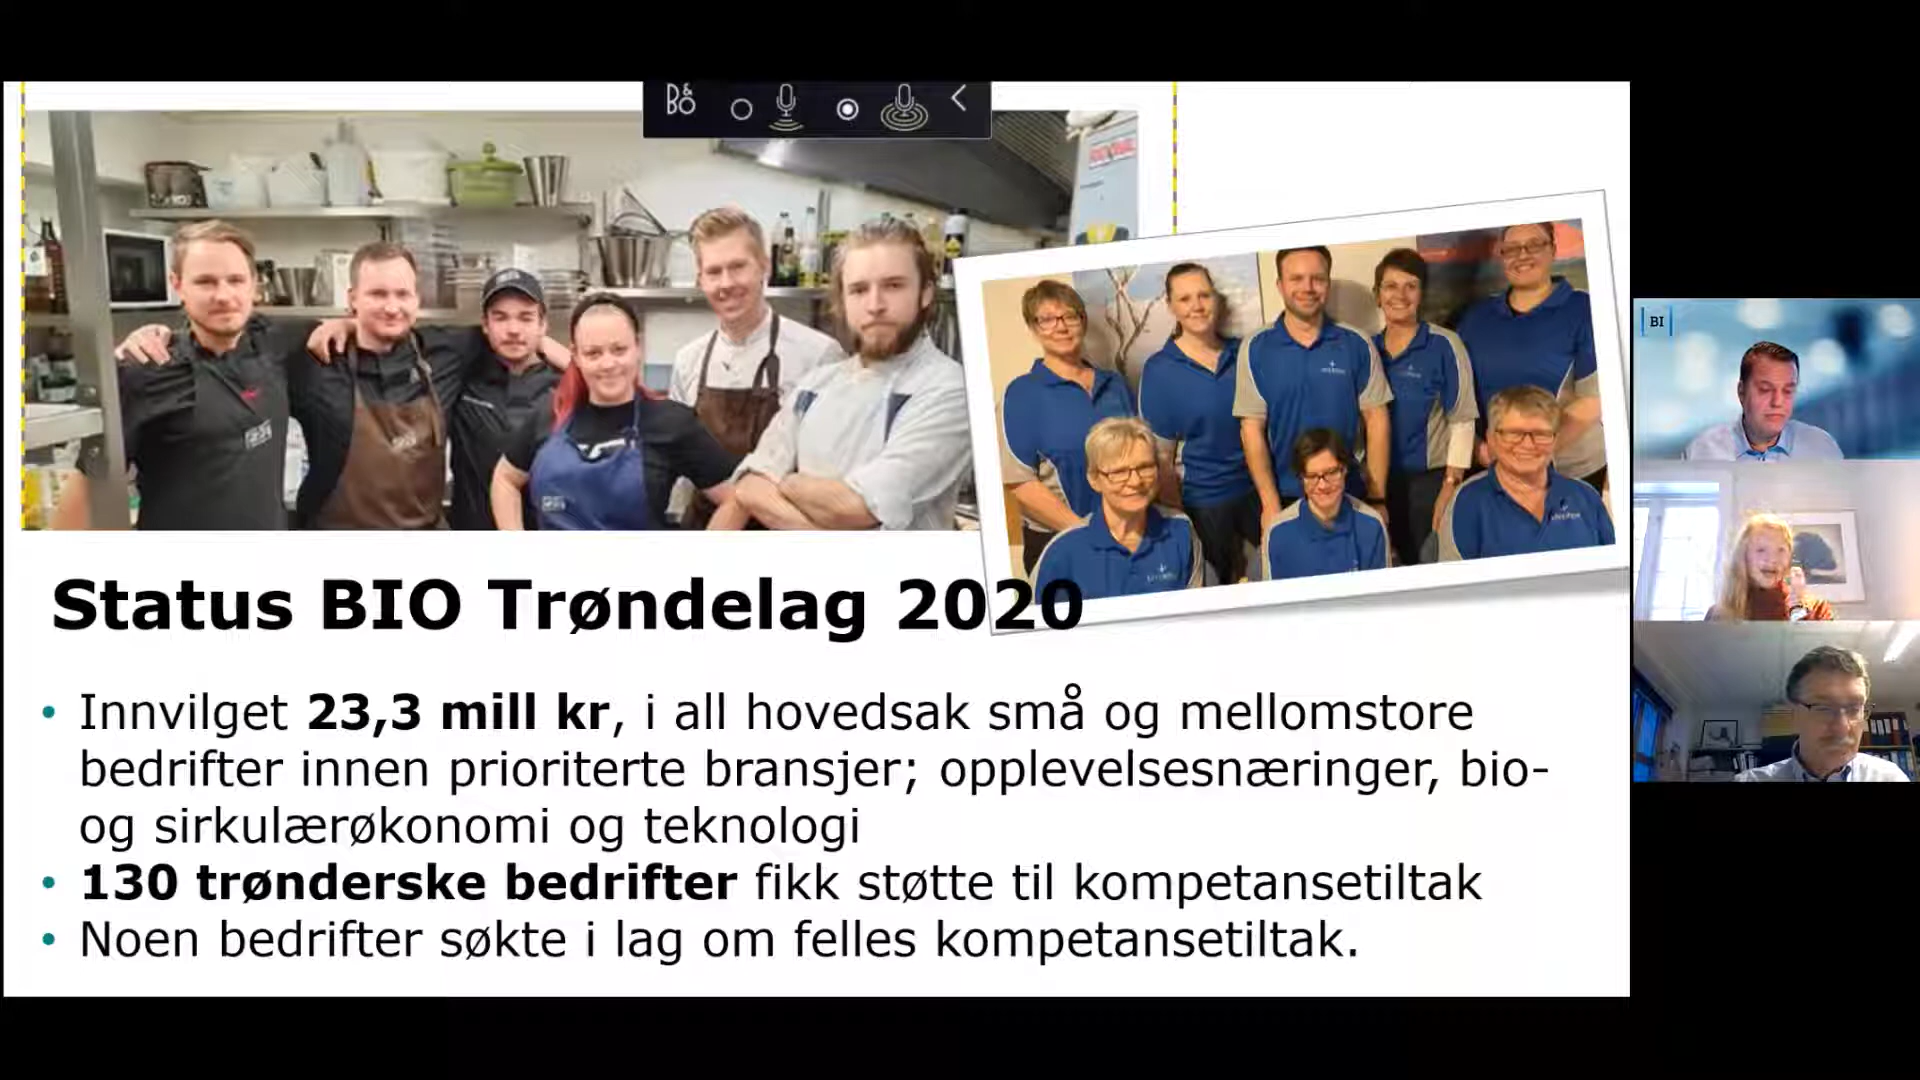 B&O
BI
Status BIO Trøndelag 2020
• Innvilget 23,3 mill kr, i all hovedsak små og mellomstore
bedrifter innen prioriterte bransjer; opplevelsesnæringer, bio-
og sirkulærøkonomi og teknologi
• 130 trønderske bedrifter fikk støtte til kompetansetiltak
• Noen bedrifter søkte i lag om felles kompetansetiltak.